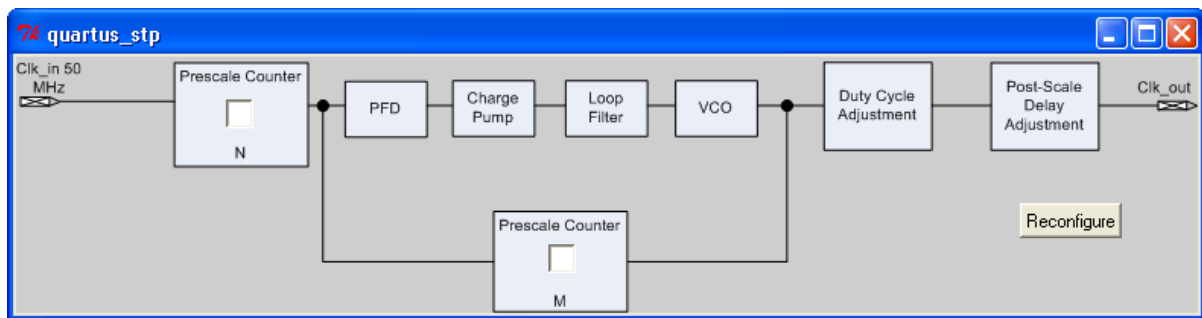 7k quartus_stp
Clk_in 50
MHz
Prescale Counter
N
PFD
Charge
Pump
Loop
Filter
VCO
Duty Cycle
Adjustment
Post-Scale
Delay
Adjustment
Clk_out
Prescale Counter
M
Reconfigure